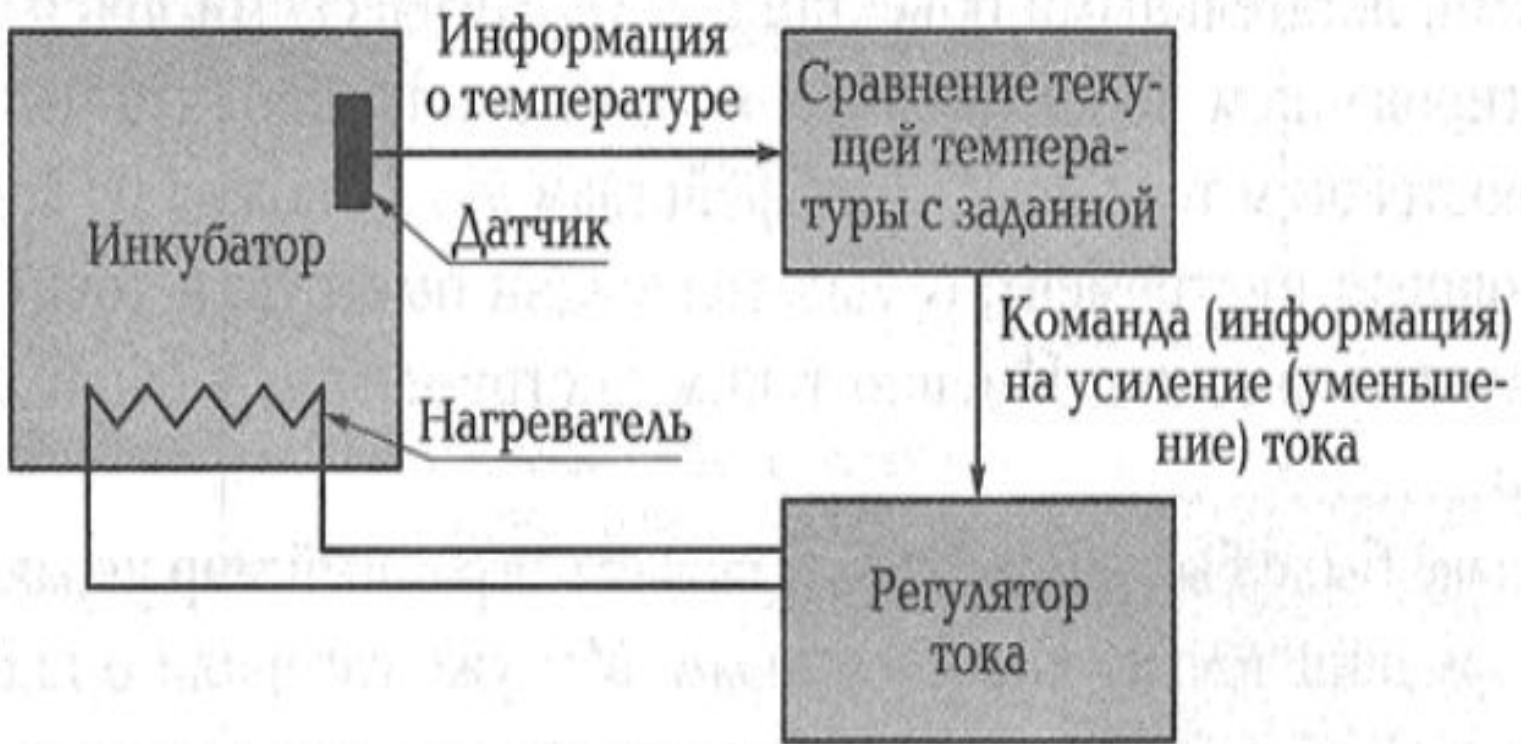 Информация
о температуре
Сравнение теку-
щей темпера-
туры с заданной
Инкубатор
Датчик
Команда (информация)
на усиление (уменьше-
ние) тока
Нагреватель
Регулятор
тока